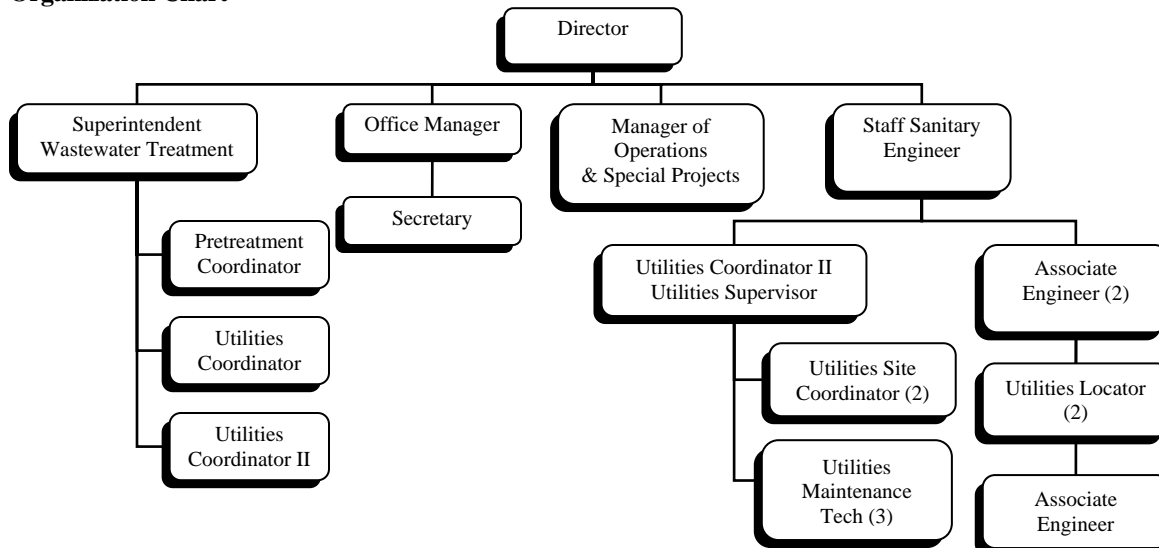 Organization Chart
Director
Superintendent
Wastewater Treatment
Office Manager
Manager of
Operations
& Special Projects
Staff Sanitary
Engineer
Secretary
Pretreatment
Coordinator
Utilities
Coordinator
Utilities
Coordinator II
Utilities Coordinator II
Utilities Supervisor
Associate
Engineer (2)
Utilities Site
Coordinator (2)
Utilities Locator
(2)
Utilities
Maintenance
Tech (3)
Associate
Engineer